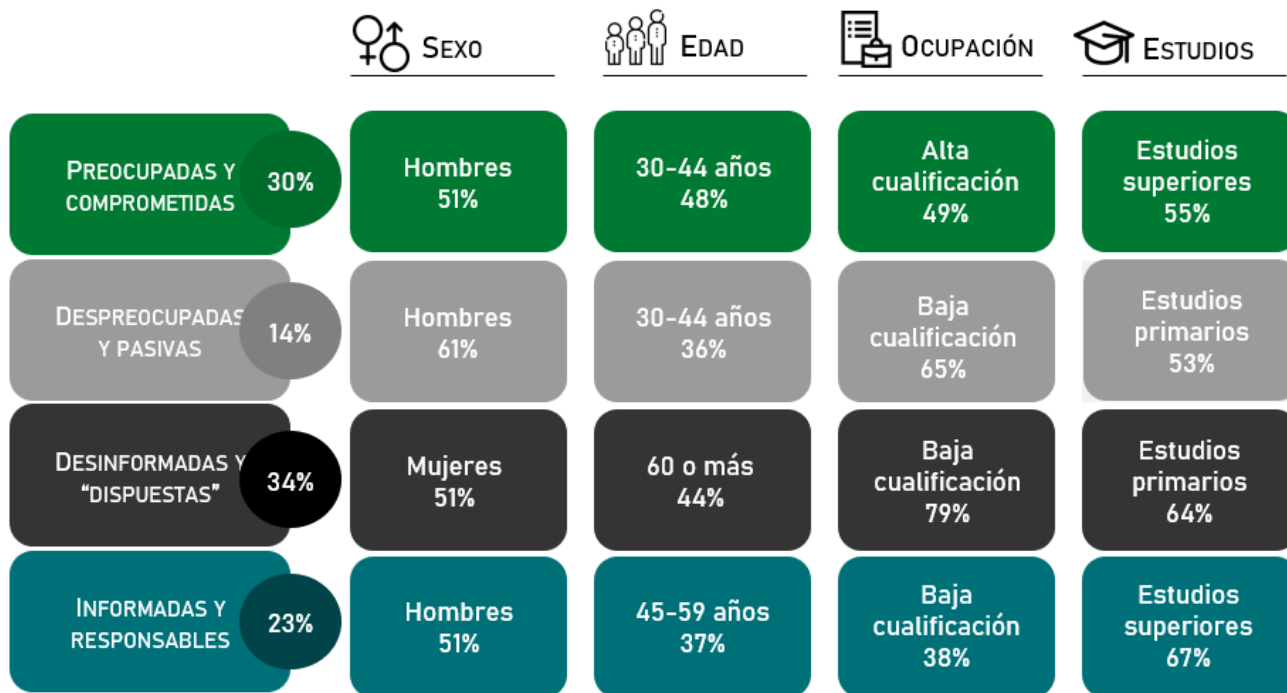 SEXO
EDAD
OCUPACIÓN
ESTUDIOS
PREOCUPADAS Y
COMPROMETIDAS
30%
Hombres
51%
30-44 años
48%
Alta
cualificación
49%
Estudios
superiores
55%
DESPREOCUPADAS
Y PASIVAS
14%
Hombres
61%
30-44 años
36%
Baja
cualificación
65%
Estudios
primarios
53%
DESINFORMADAS Y
“DISPUESTAS”
34%
Mujeres
51%
60 o más
44%
Baja
cualificación
79%
Estudios
primarios
64%
INFORMADAS Y
RESPONSABLES
23%
Hombres
51%
45-59 años
37%
Baja
cualificación
38%
Estudios
superiores
67%